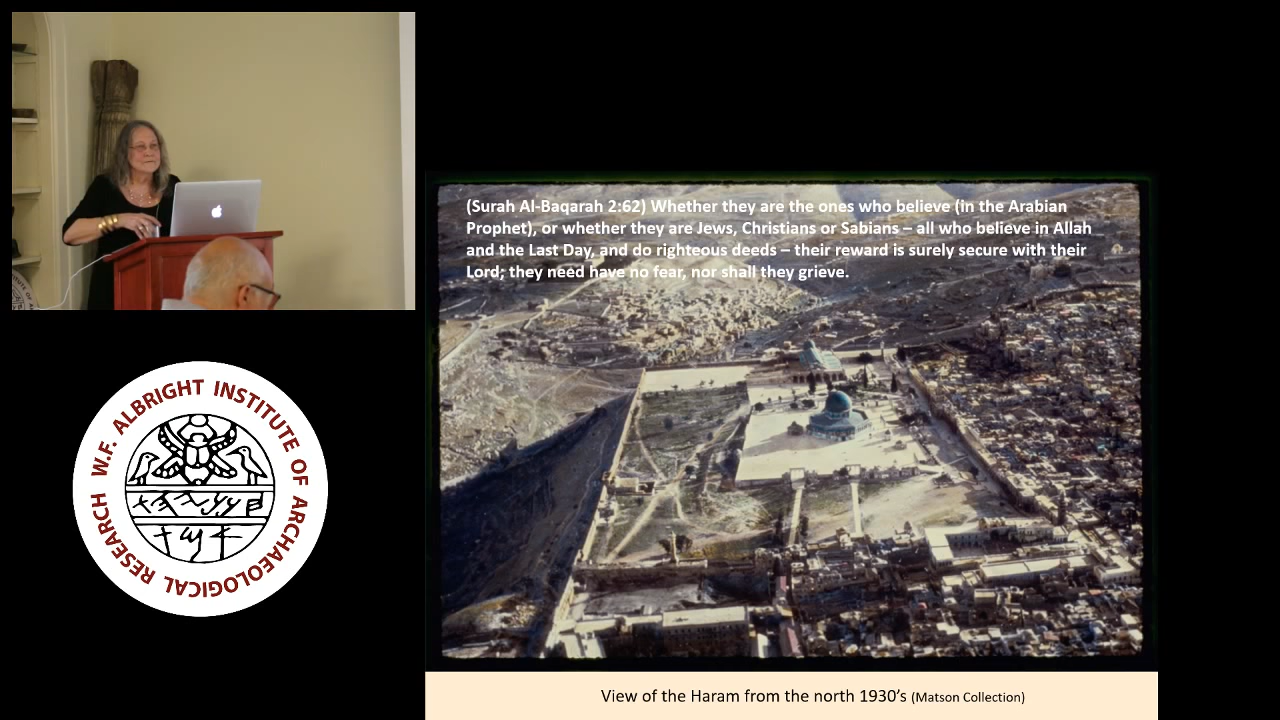 (Surah Al-Baqarah 2:62) Whether they are the ones who believe (in the Arabian
Prophet), or whether they are Jews, Christians or Sabians – all who believe in Allah
and the Last Day, and do righteous deeds – their reward is surely secure with their
Lord; they need have no fear, nor shall they grieve.
W.F. ALBRIGHT INSTITUTE OF ARCHAEOLOGICAL RESEARCH
View of the Haram from the north 1930's (Matson Collection)